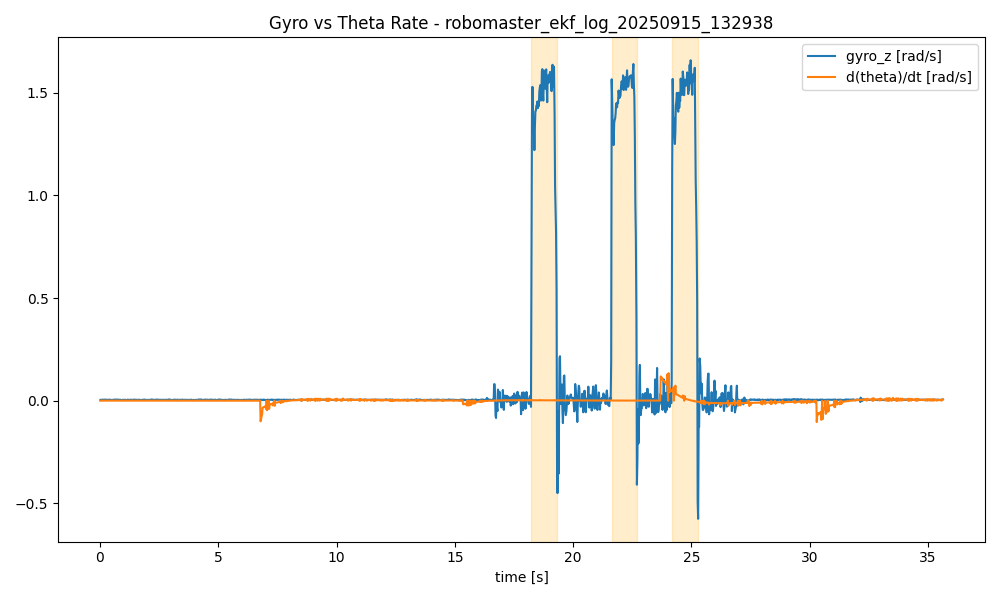 Gyro vs Theta Rate - robomaster_ekf_log_20250915_132938
gyro_z [rad/s]
d(theta)/dt [rad/s]
1.5
1.0
0.5
0.0
−0.5
0 5 10 15 20 25 30 35
time [s]